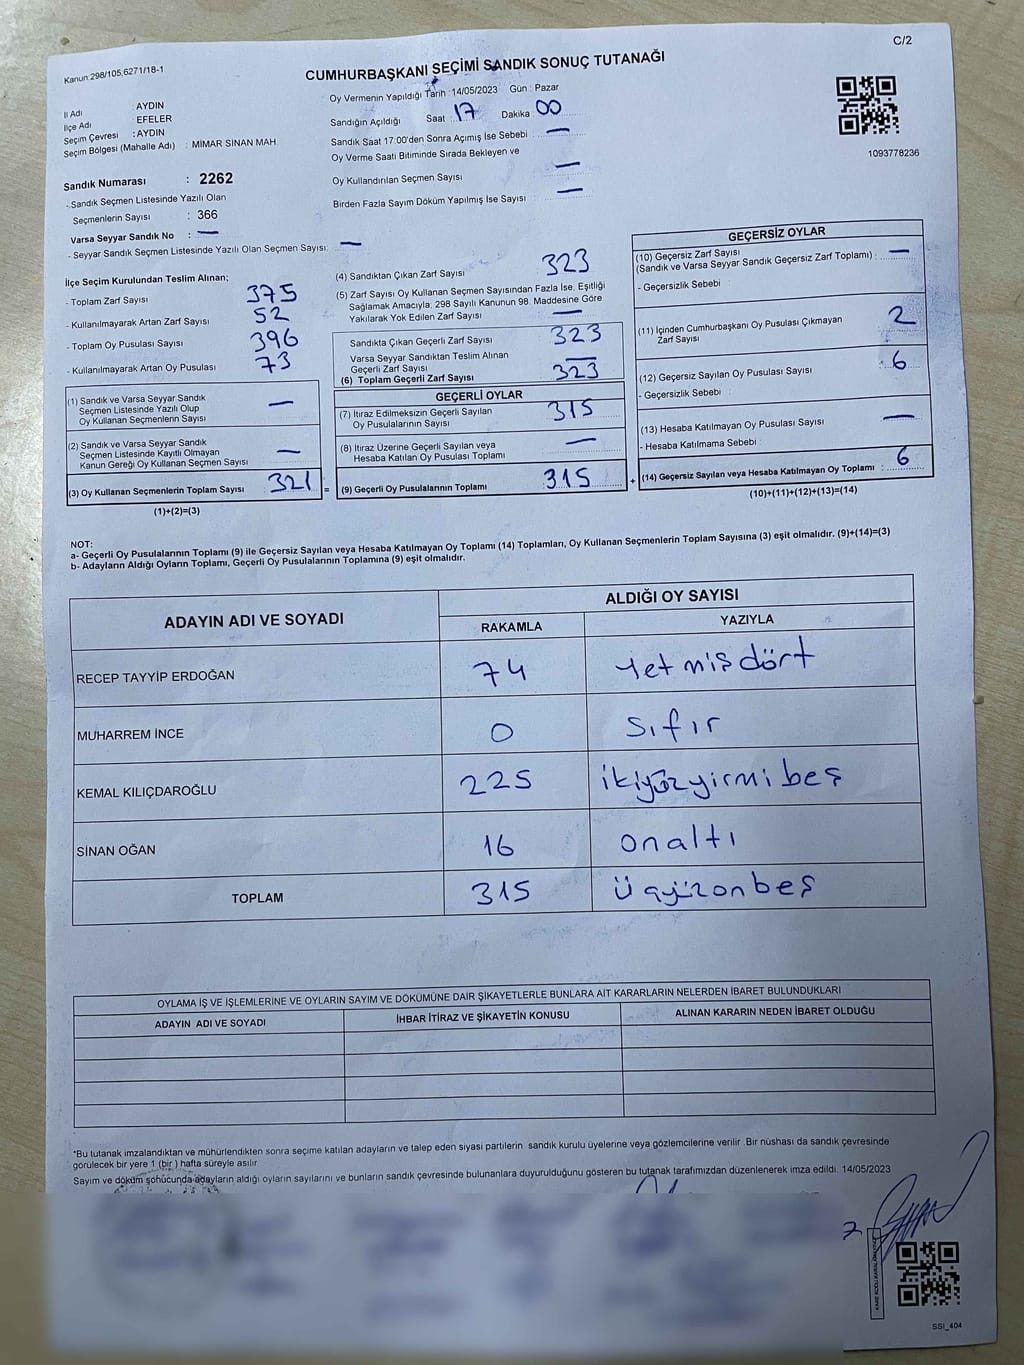 C/2
Kanun:298/105,6271/18-1
CUMHURBAŞKANI SEÇİMİ SANDIK SONUÇ TUTANAĞI
İl Adı : AYDIN
İlçe Adı : EFELER
Seçim Çevresi : AYDIN
Seçim Bölgesi (Mahalle Adı) : MİMAR SİNAN MAH.
Oy Vermenin Yapıldığı Tarih :14/05/2023 Gün : Pazar
Sandığın Açıldığı Saat : 17 Dakika : 00
Sandık Saat 17:00'den Sonra Açımış İse Sebebi : —
Oy Verme Saati Bitiminde Sırada Bekleyen ve
Oy Kullandırılan Seçmen Sayısı : —
Birden Fazla Sayım Döküm Yapılmış İse Sayısı : —
1093778236
Sandık Numarası : 2262
- Sandık Seçmen Listesinde Yazılı Olan
Seçmenlerin Sayısı : 366
Varsa Seyyar Sandık No : —
- Seyyar Sandık Seçmen Listesinde Yazılı Olan Seçmen Sayısı: —
İlçe Seçim Kurulundan Teslim Alınan;
- Toplam Zarf Sayısı 375
- Kullanılmayarak Artan Zarf Sayısı 52
- Toplam Oy Pusulası Sayısı 396
- Kullanılmayarak Artan Oy Pusulası 73
(1) Sandık ve Varsa Seyyar Sandık
Seçmen Listesinde Yazılı Olup
Oy Kullanan Seçmenlerin Sayısı —
(2) Sandık ve Varsa Seyyar Sandık
Seçmen Listesinde Kayıtlı Olmayan
Kanun Gereği Oy Kullanan Seçmen Sayısı —
(3) Oy Kullanan Seçmenlerin Toplam Sayısı 321 =
(1)+(2)=(3)
(4) Sandıktan Çıkan Zarf Sayısı 323
(5) Zarf Sayısı Oy Kullanan Seçmen Sayısından Fazla İse, Eşitliği
Sağlamak Amacıyla, 298 Sayılı Kanunun 98. Maddesine Göre
Yakılarak Yok Edilen Zarf Sayısı —
Sandıkta Çıkan Geçerli Zarf Sayısı 323
Varsa Seyyar Sandıktan Teslim Alınan
Geçerli Zarf Sayısı —
(6) Toplam Geçerli Zarf Sayısı 323
GEÇERLİ OYLAR
(7) İtiraz Edilmeksizin Geçerli Sayılan
Oy Pusulasının Sayısı 315
(8) İtiraz Üzerine Geçerli Sayılan veya
Hesaba Katılan Oy Pusulası Toplamı —
(9) Geçerli Oy Pusulalarının Toplamı 315 +
GEÇERSİZ OYLAR
(10) Geçersiz Zarf Sayısı
(Sandık ve Varsa Seyyar Sandık Geçersiz Zarf Toplamı) : —
- Geçersizlik Sebebi :
(11) İçinden Cumhurbaşkanı Oy Pusulası Çıkmayan
Zarf Sayısı 2
(12) Geçersiz Sayılan Oy Pusulası Sayısı : 6
- Geçersizlik Sebebi :
(13) Hesaba Katılmayan Oy Pusulası Sayısı : —
- Hesaba Katılmama Sebebi :
(14) Geçersiz Sayılan veya Hesaba Katılmayan Oy Toplamı : 6
(10)+(11)+(12)+(13)=(14)
NOT:
a- Geçerli Oy Pusulalarının Toplamı (9) ile Geçersiz Sayılan veya Hesaba Katılmayan Oy Toplamı (14) Toplamları, Oy Kullanan Seçmenlerin Toplam Sayısına (3) eşit olmalıdır. (9)+(14)=(3)
b- Adayların Aldığı Oyların Toplamı, Geçerli Oy Pusulalarının Toplamına (9) eşit olmalıdır.
ADAYIN ADI VE SOYADI ALDIĞI OY SAYISI
RAKAMLA YAZIYLA
RECEP TAYYİP ERDOĞAN 74 Yetmişdört
MUHARREM İNCE 0 Sıfır
KEMAL KILIÇDAROĞLU 225 ikiyüzyirmibeş
SİNAN OĞAN 16 onaltı
TOPLAM 315 Üçyüzonbeş
OYLAMA İŞ VE İŞLEMLERİNE VE OYLARIN SAYIM VE DÖKÜMÜNE DAİR ŞİKAYETLERLE BUNLARA AİT KARARLARIN NELERDEN İBARET BULUNDUKLARI
ADAYIN ADI VE SOYADI İHBAR İTİRAZ VE ŞİKAYETİN KONUSU ALINAN KARARIN NEDEN İBARET OLDUĞU
*Bu tutanak imzalandıktan ve mühürlendikten sonra seçime katılan adayların ve talep eden siyasi partilerin sandık kurulu üyelerine veya gözlemcilerine verilir. Bir nüshası da sandık çevresinde
görülecek bir yere 1 (bir ) hafta süreyle asılır.
Sayım ve döküm sonucunda adayların aldığı oyların sayılarını ve bunların sandık çevresinde bulunanlara duyurulduğunu gösteren bu tutanak tarafımızdan düzenlenerek imza edildi. 14/05/2023
SSI_404